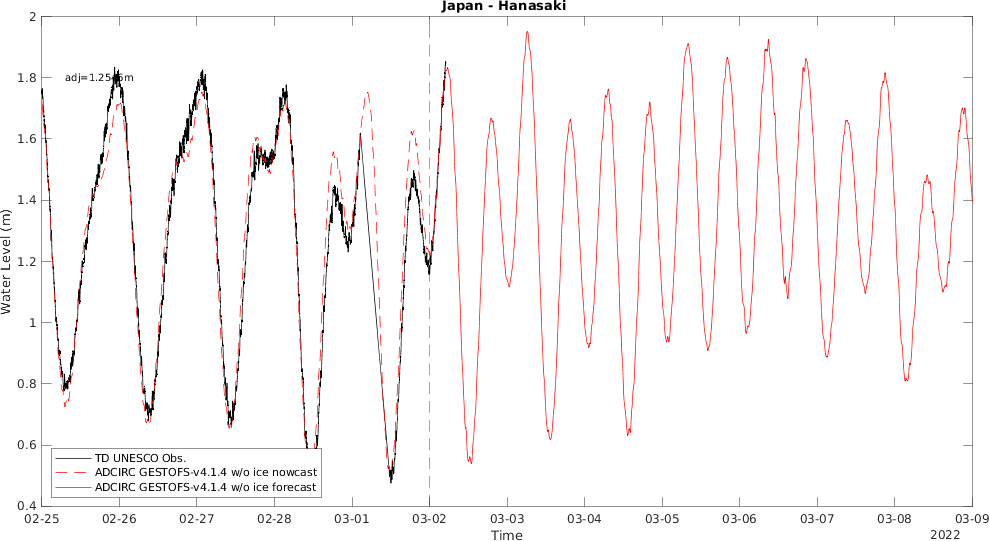 Japan - Hanasaki
2
1.8
1.6
1.4
1.2
1
0.8
0.6
0.4
Water Level (m)
TD UNESCO Obs.
ADCIRC GESTOFS-v4.1.4 w/o ice nowcast
ADCIRC GESTOFS-v4.1.4 w/o ice forecast
02-25 02-26 02-27 02-28 03-01 03-02 03-03 03-04 03-05 03-06 03-07 03-08 03-09
Time
2022